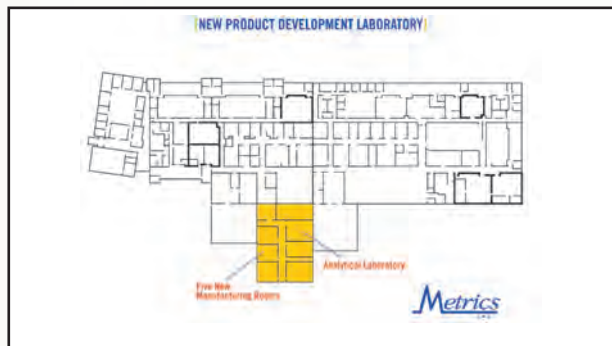 [NEW PRODUCT DEVELOPMENT LABORATORY]
Analytical Laboratory
Five New
Manufacturing Rooms
Metrics